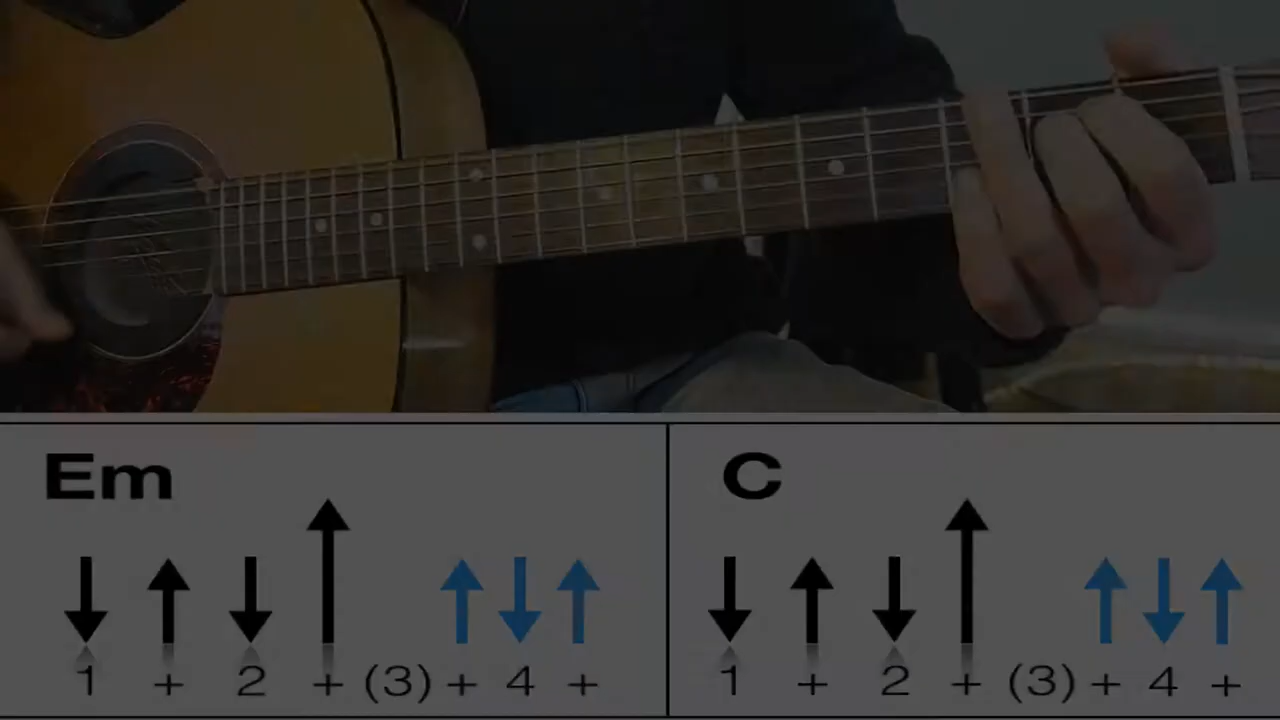 Em
1 + 2 + (3) + 4 +
C
1 + 2 + (3) + 4 +